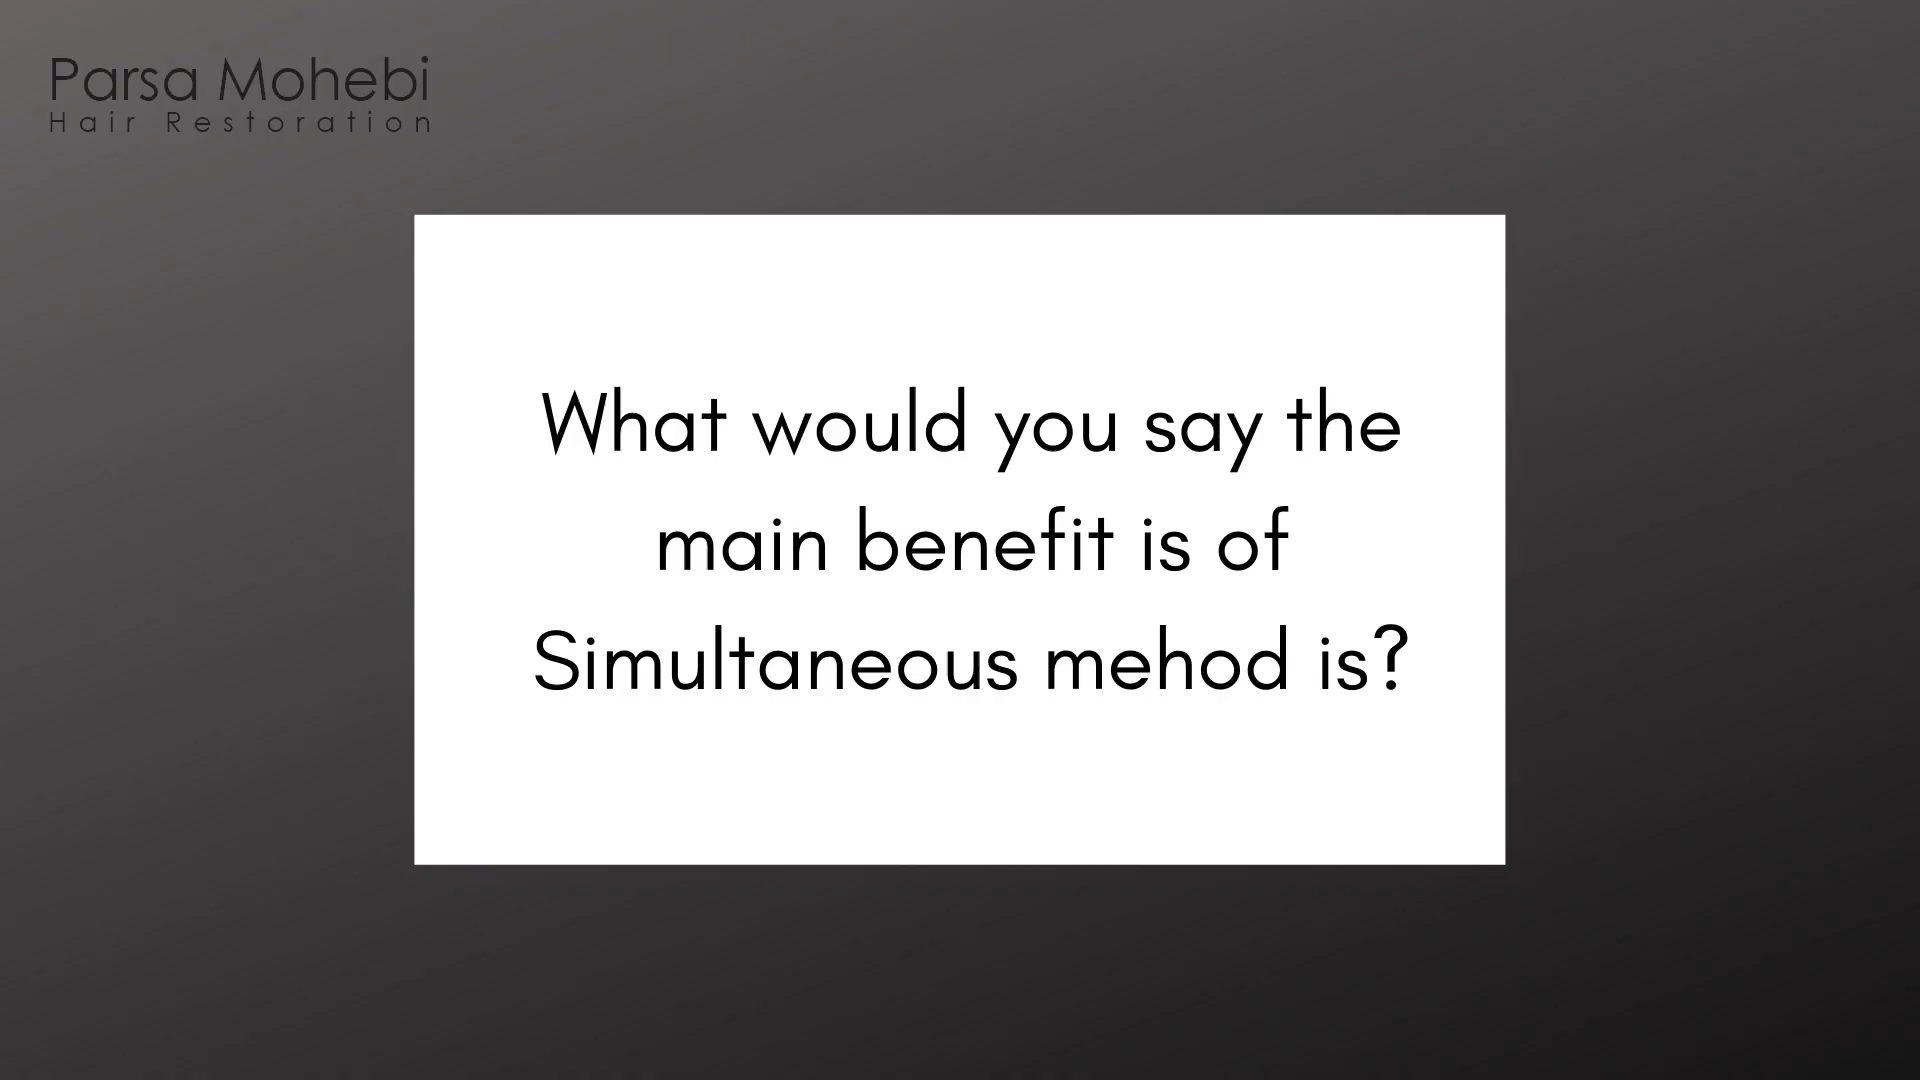 Parsa Mohebi
Hair Restoration
What would you say the
main benefit is of
Simultaneous mehod is?